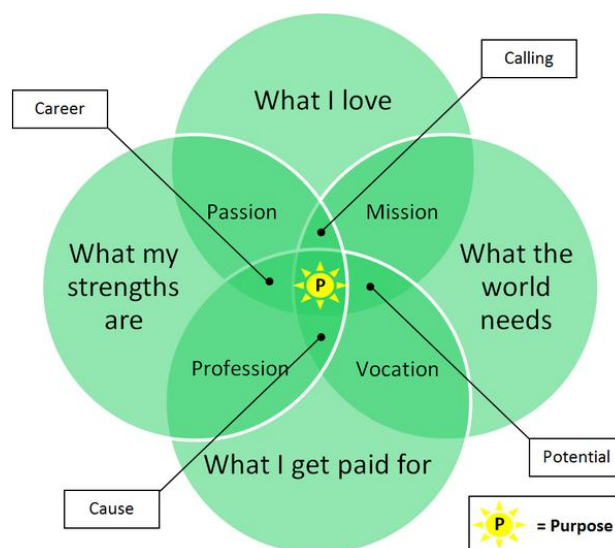 What I love
Calling
Career
Passion
Mission
What my
strengths
are
What the
world
needs
P
Profession
Vocation
What I get paid for
Potential
Cause
P = Purpose